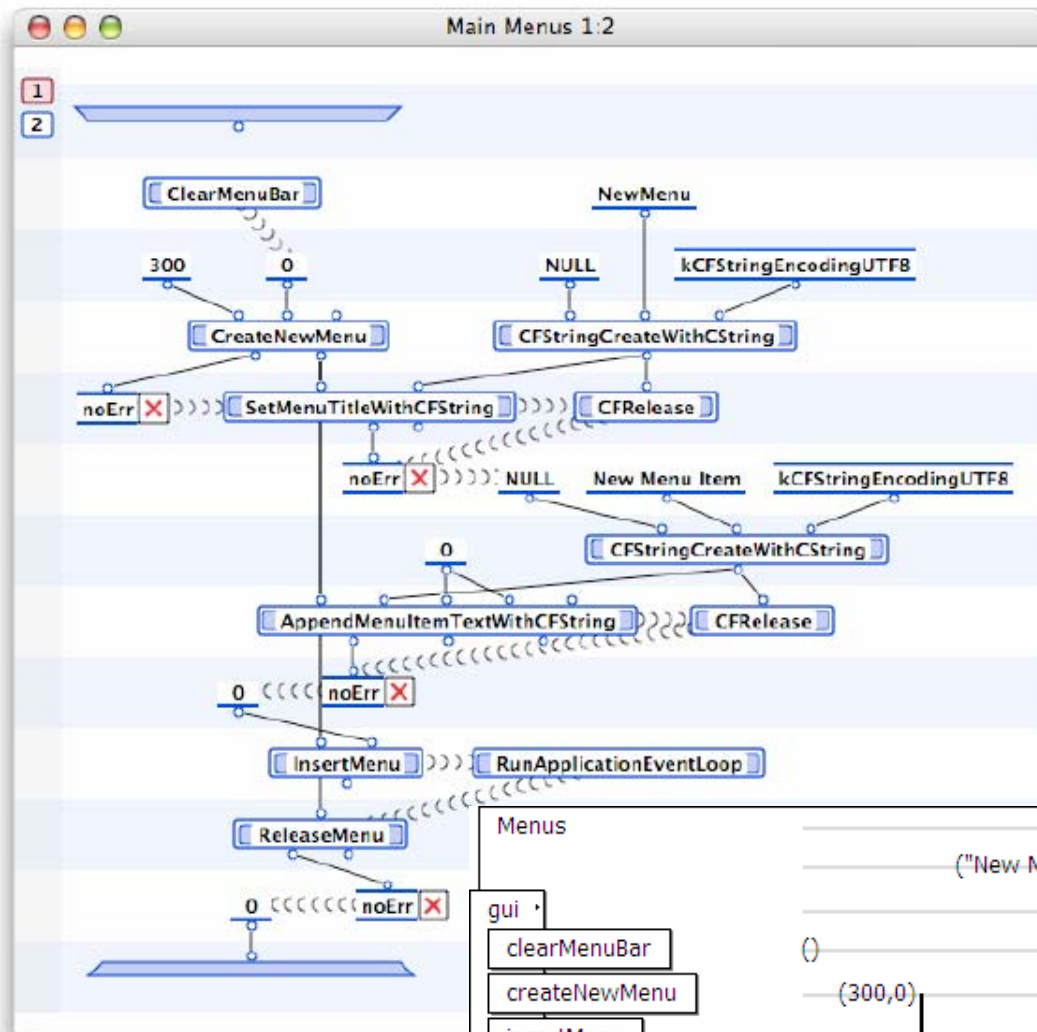 Main Menus 1:2
1
2
ClearMenuBar
NewMenu
300
0
NULL
kCFStringEncodingUTF8
CreateNewMenu
CFStringCreateWithCString
noErr
SetMenuTitleWithCFString
CFRelease
noErr
NULL
New Menu Item
kCFStringEncodingUTF8
0
CFStringCreateWithCString
AppendMenuItemTextWithCFString
CFRelease
0
noErr
InsertMenu
RunApplicationEventLoop
ReleaseMenu
0
noErr
Menus
("New
gui
clearMenuBar
()
createNewMenu
(300,0)